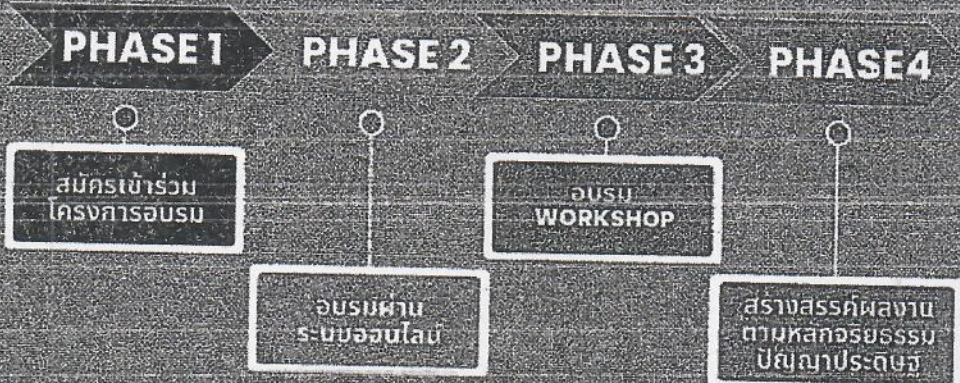 PHASE 1
PHASE 2
PHASE 3
PHASE4
สมัครเข้าร่วม
โครงการอบรม
อบรมผ่าน
ระบบออนไลน์
อบรม
WORKSHOP
สร้างสรรค์ผลงาน
ตามหลักจริยธรรม
ปัญญาประดิษฐ์